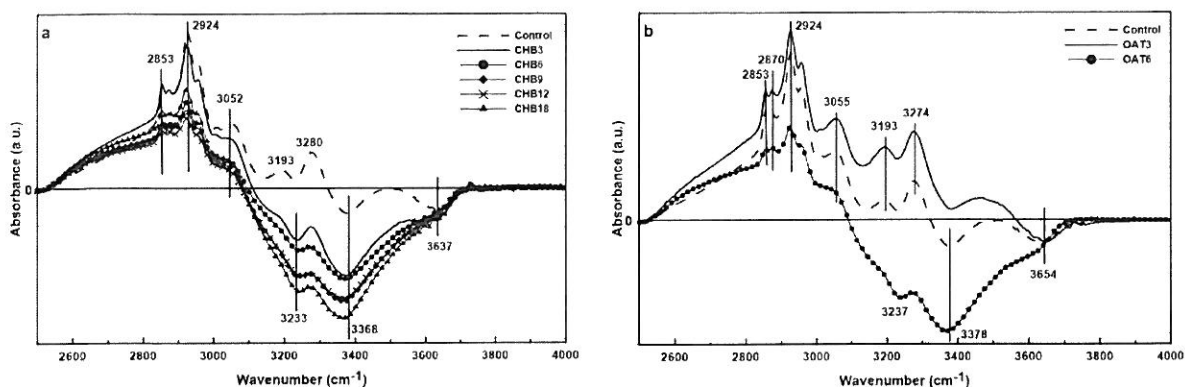 a
2924
2853
3052
3193
3280
3233
3368
3637
Control
CHB3
CHB6
CHB9
CHB12
CHB18
0
Absorbance (a.u.)
2600 2800 3000 3200 3400 3600 3800 4000
Wavenumber (cm⁻¹)
b
2924
2870
2853
3055
3193
3274
3237
3378
3654
Control
OAT3
OAT6
0
Absorbance (a.u.)
2600 2800 3000 3200 3400 3600 3800 4000
Wavenumber (cm⁻¹)